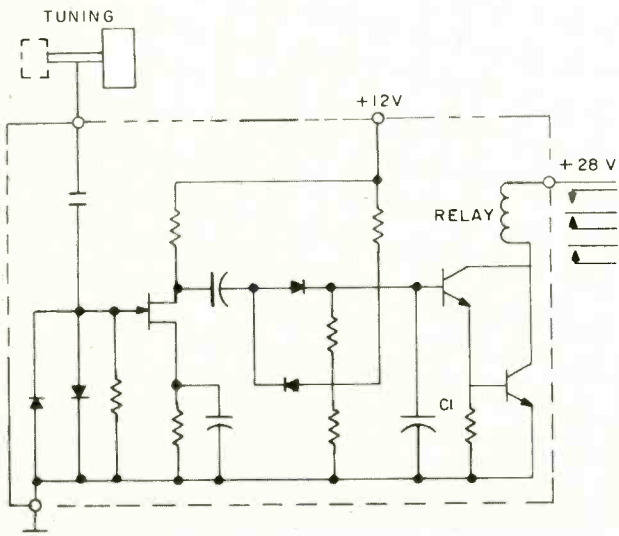 TUNING
+12V
+28 V
RELAY
C1